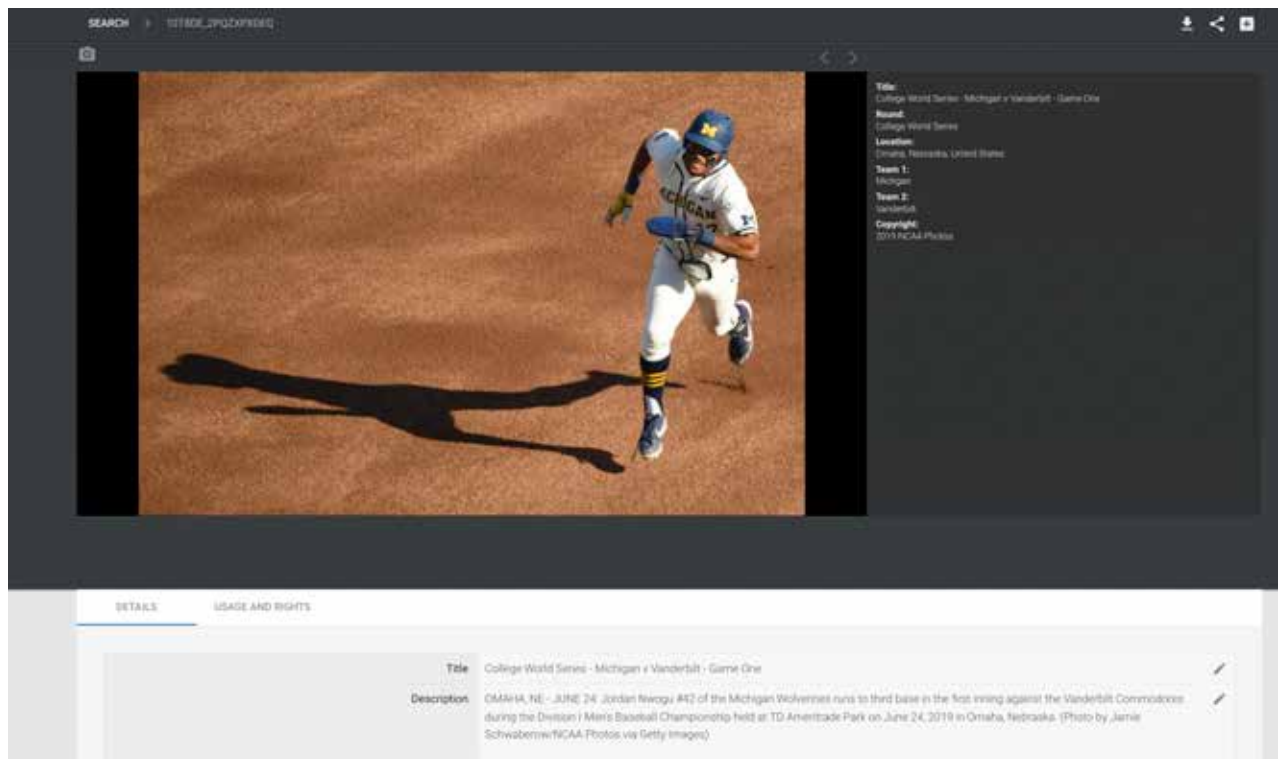 SEARCH
Title:
College World Series - Michigan v Vanderbilt - Game One
Round:
College World Series
Location:
Omaha, Nebraska, United States
Team 1:
Michigan
Team 2:
Vanderbilt
Copyright:
2019 NCAA Photos
M
MICHIGAN
M
DETAILS USAGE AND RIGHTS
Title College World Series - Michigan v Vanderbilt - Game One
Description OMAHA, NE - JUNE 24: Jordan Nwogu #42 of the Michigan Wolverines runs to third base in the first inning against the Vanderbilt Commodores
during the Division I Men's Baseball Championship held at TD Ameritrade Park on June 24, 2019 in Omaha, Nebraska. (Photo by Jamie
Schwaberow/NCAA Photos via Getty Images)